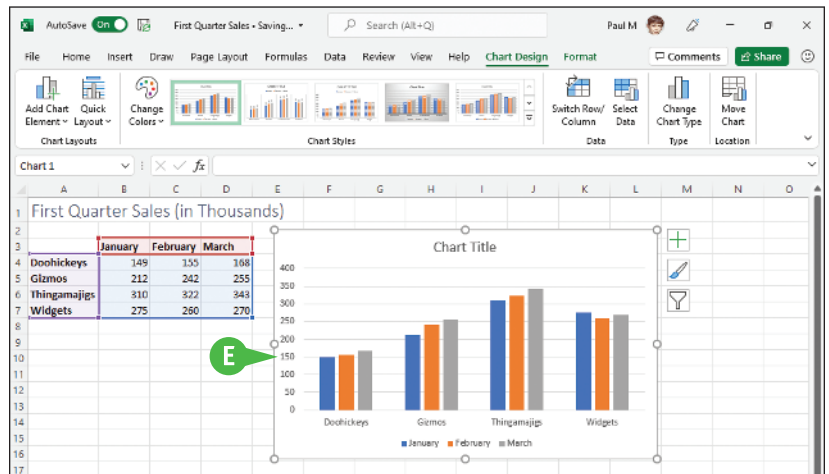 AutoSave On First Quarter Sales • Saving... Search (Alt+Q) Paul M
File Home Insert Draw Page Layout Formulas Data Review View Help Chart Design Format Comments Share
Add Chart Element Quick Layout Change Colors Switch Row/ Column Select Data Change Chart Type Move Chart
Chart Layouts Chart Styles Data Type Location
Chart 1 fx
A B C D E F G H I J K L M N O
1 First Quarter Sales (in Thousands)
2
3 January February March
4 Doohickeys 149 155 168
5 Gizmos 212 242 255
6 Thingamajigs 310 322 343
7 Widgets 275 260 270
8
9
10
11
12
13
14
15
16
17
E
Chart Title
400
350
300
250
200
150
100
50
0
Doohickeys Gizmos Thingamajigs Widgets
January February March